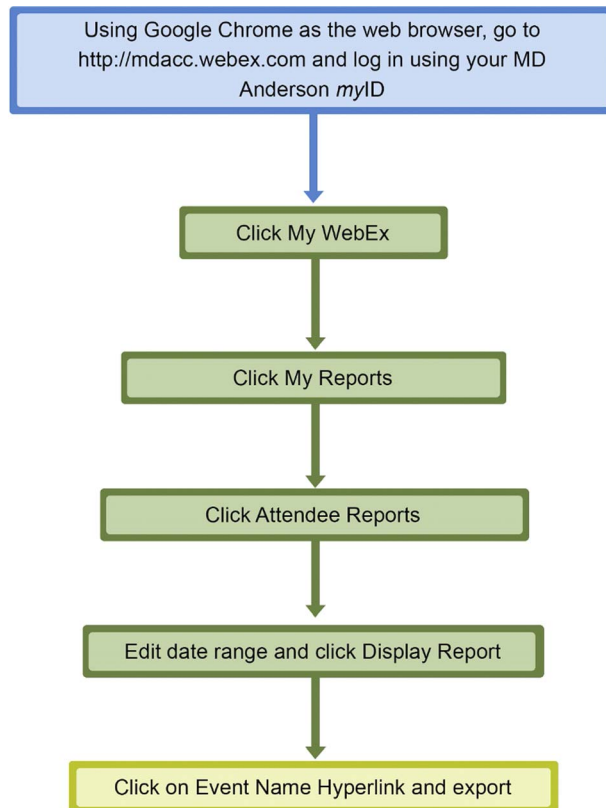 Using Google Chrome as the web browser, go to
http://mdacc.webex.com and log in using your MD
Anderson myID
Click My WebEx
Click My Reports
Click Attendee Reports
Edit date range and click Display Report
Click on Event Name Hyperlink and export